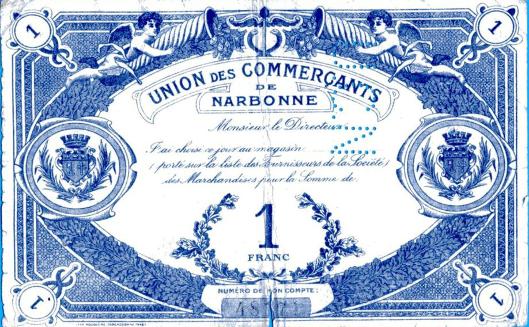 1 1
UNION DES COMMERÇANTS
DE
NARBONNE
Monsieur le Directeur
J'ai choisi ce jour au magasin
(porté sur la liste des Fournisseurs de la Société)
des Marchandises pour la Somme de
1
FRANC
NUMÉRO DE MON COMPTE :
1 1